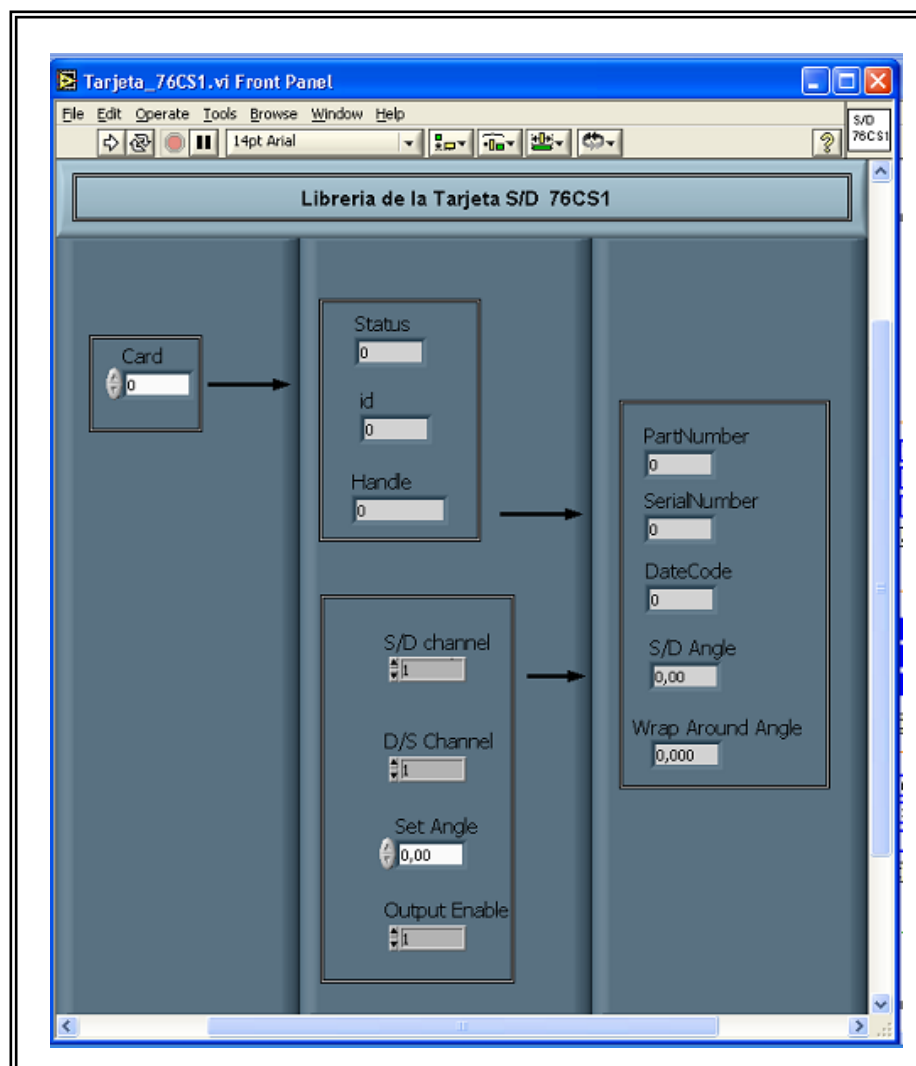 Tarjeta_76CS1.vi Front Panel
File Edit Operate Tools Browse Window Help
14pt Arial
?
S/D
76CS1
Libreria de la Tarjeta S/D 76CS1
Card
0
Status
0
id
0
Handle
0
S/D channel
1
D/S Channel
1
Set Angle
0,00
Output Enable
1
PartNumber
0
SerialNumber
0
DateCode
0
S/D Angle
0,00
Wrap Around Angle
0,000